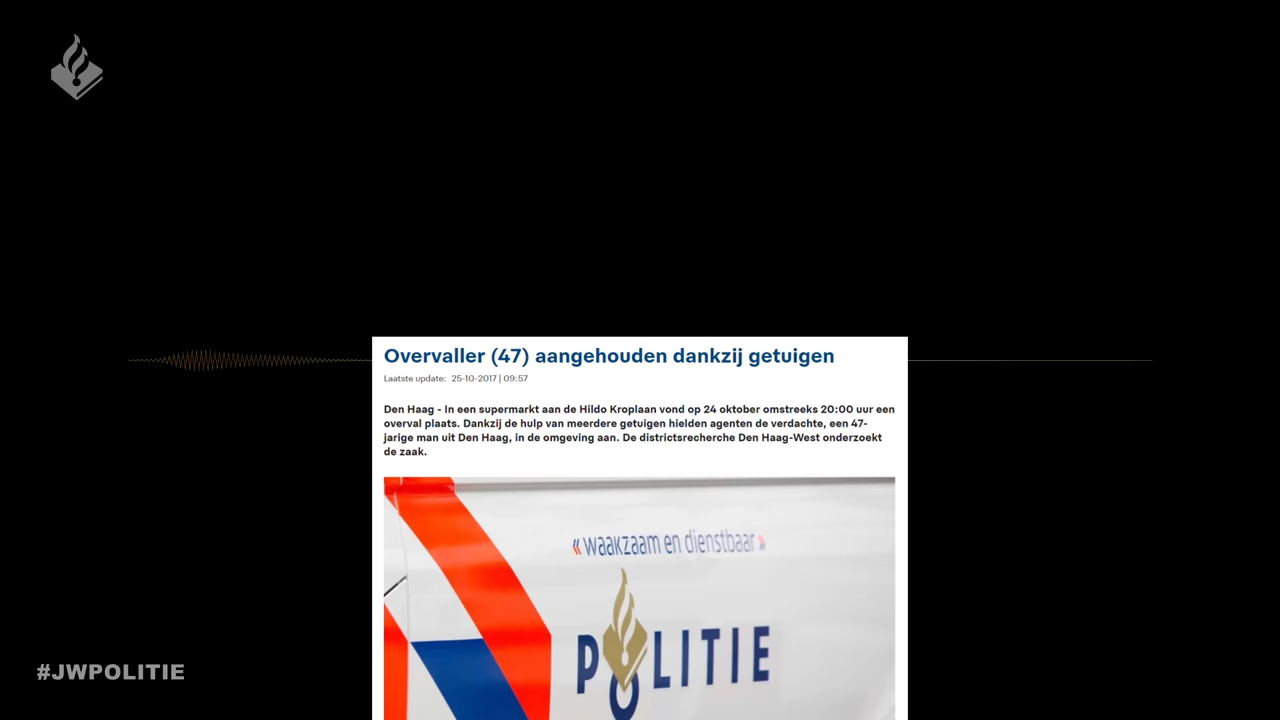 Overvaller (47) aangehouden dankzij getuigen
Laatste update: 25-10-2017 | 09:57
Den Haag - In een supermarkt aan de Hildo Kroplaan vond op 24 oktober omstreeks 20:00 uur een
overval plaats. Dankzij de hulp van meerdere getuigen hielden agenten de verdachte, een 47-
jarige man uit Den Haag, in de omgeving aan. De districtsrecherche Den Haag-West onderzoekt
de zaak.
« waakzaam en dienstbaar »
POLITIE
#JWPOLITIE